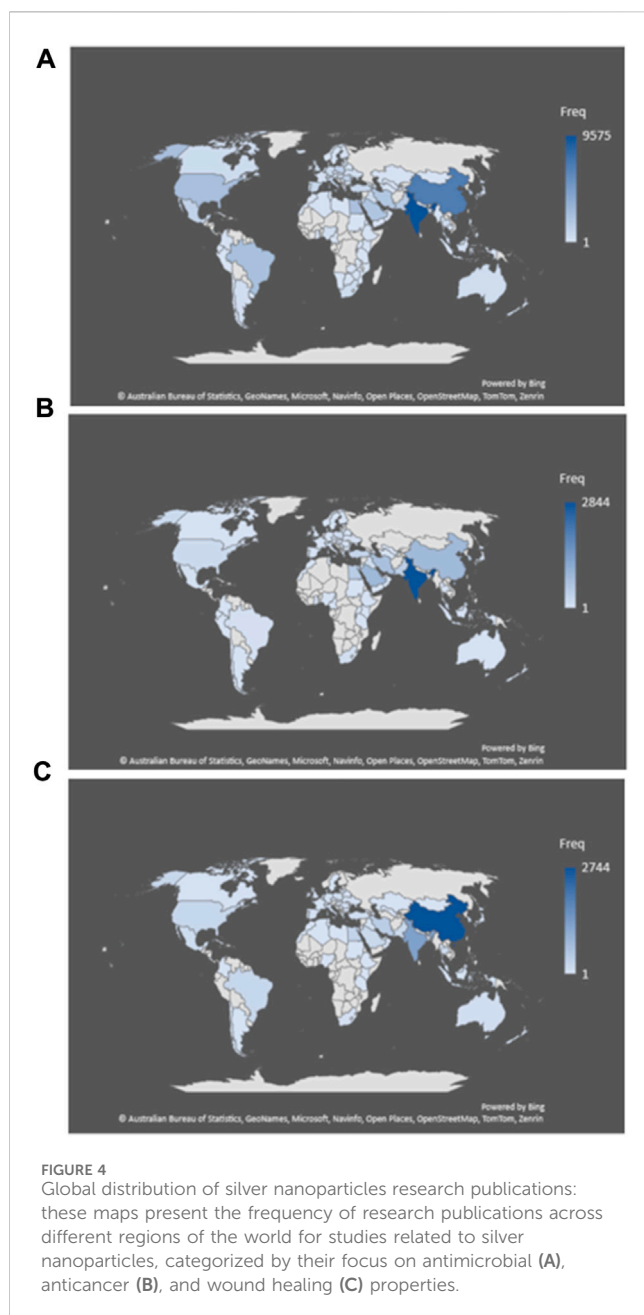 A
Freq
9575
1
Powered by Bing
© Australian Bureau of Statistics, GeoNames, Microsoft, Navinfo, Open Places, OpenStreetMap, TomTom, Zenrin
B
Freq
2844
1
Powered by Bing
© Australian Bureau of Statistics, GeoNames, Microsoft, Navinfo, Open Places, OpenStreetMap, TomTom, Zenrin
C
Freq
2744
1
Powered by Bing
© Australian Bureau of Statistics, GeoNames, Microsoft, Navinfo, Open Places, OpenStreetMap, TomTom, Zenrin
FIGURE 4
Global distribution of silver nanoparticles research publications:
these maps present the frequency of research publications across
different regions of the world for studies related to silver
nanoparticles, categorized by their focus on antimicrobial (A),
anticancer (B), and wound healing (C) properties.